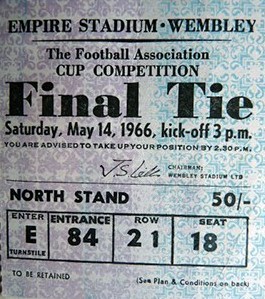 EMPIRE STADIUM · WEMBLEY
The Football Association
CUP COMPETITION
Final Tie
Saturday, May 14, 1966, kick-off 3 p.m.
YOU ARE ADVISED TO TAKE UP YOUR POSITION BY 2.30 P.M.
CHAIRMAN:
WEMBLEY STADIUM LTD
NORTH STAND 50/-
ENTER ENTRANCE ROW SEAT
E 84 21 18
TURNSTILE
TO BE RETAINED (See Plan & Conditions on back)